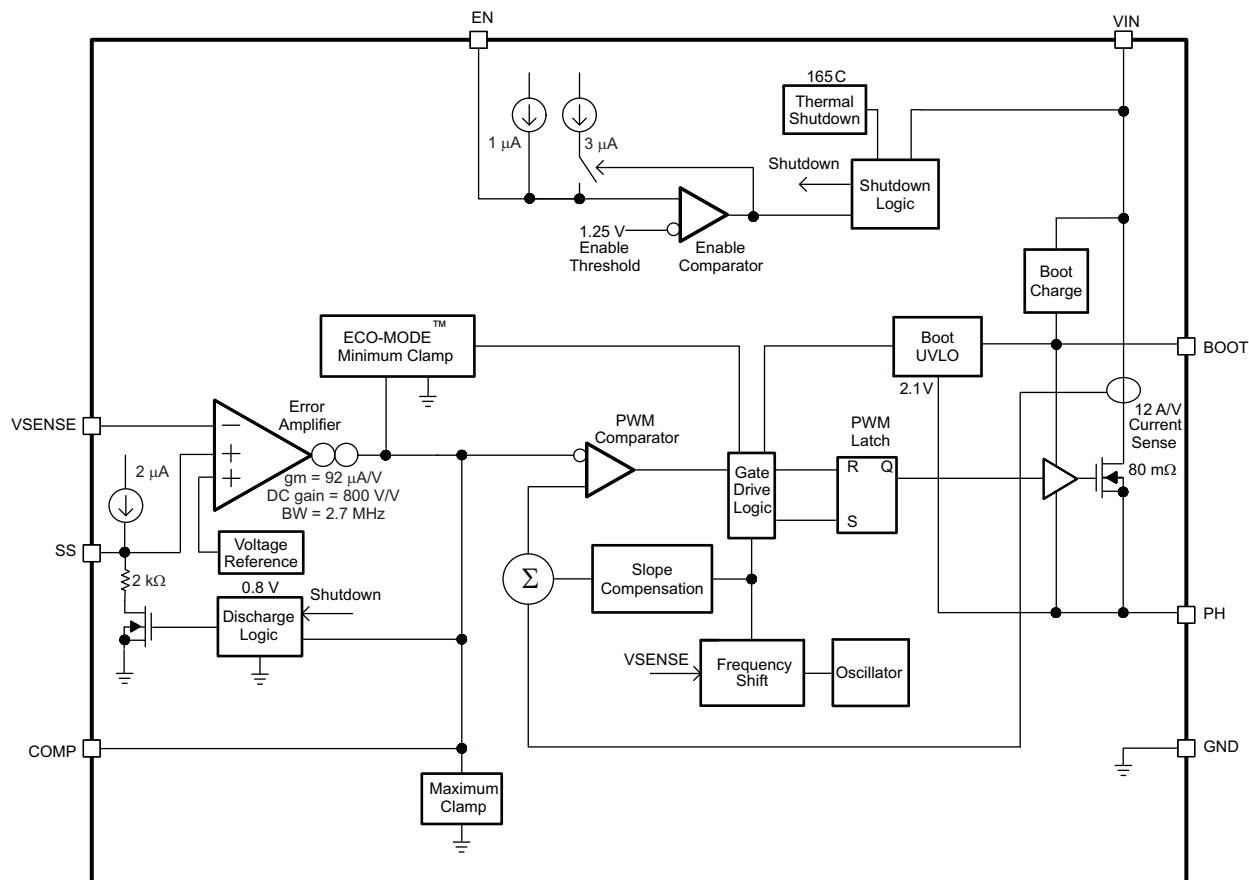 EN
VIN
165 C
Thermal
Shutdown
1 μA
3 μA
Shutdown
Shutdown
Logic
1.25 V
Enable
Threshold
Enable
Comparator
Boot
Charge
ECO-MODE™
Minimum Clamp
Boot
UVLO
2.1 V
BOOT
VSENSE
Error
Amplifier
gm = 92 μA/V
DC gain = 800 V/V
BW = 2.7 MHz
PWM
Comparator
PWM
Latch
12 A/V
Current
Sense
80 mΩ
Gate
Drive
Logic
R Q
S
2 μA
SS
Voltage
Reference
2 kΩ
0.8 V
Shutdown
Discharge
Logic
Σ
Slope
Compensation
PH
VSENSE
Frequency
Shift
Oscillator
COMP
GND
Maximum
Clamp